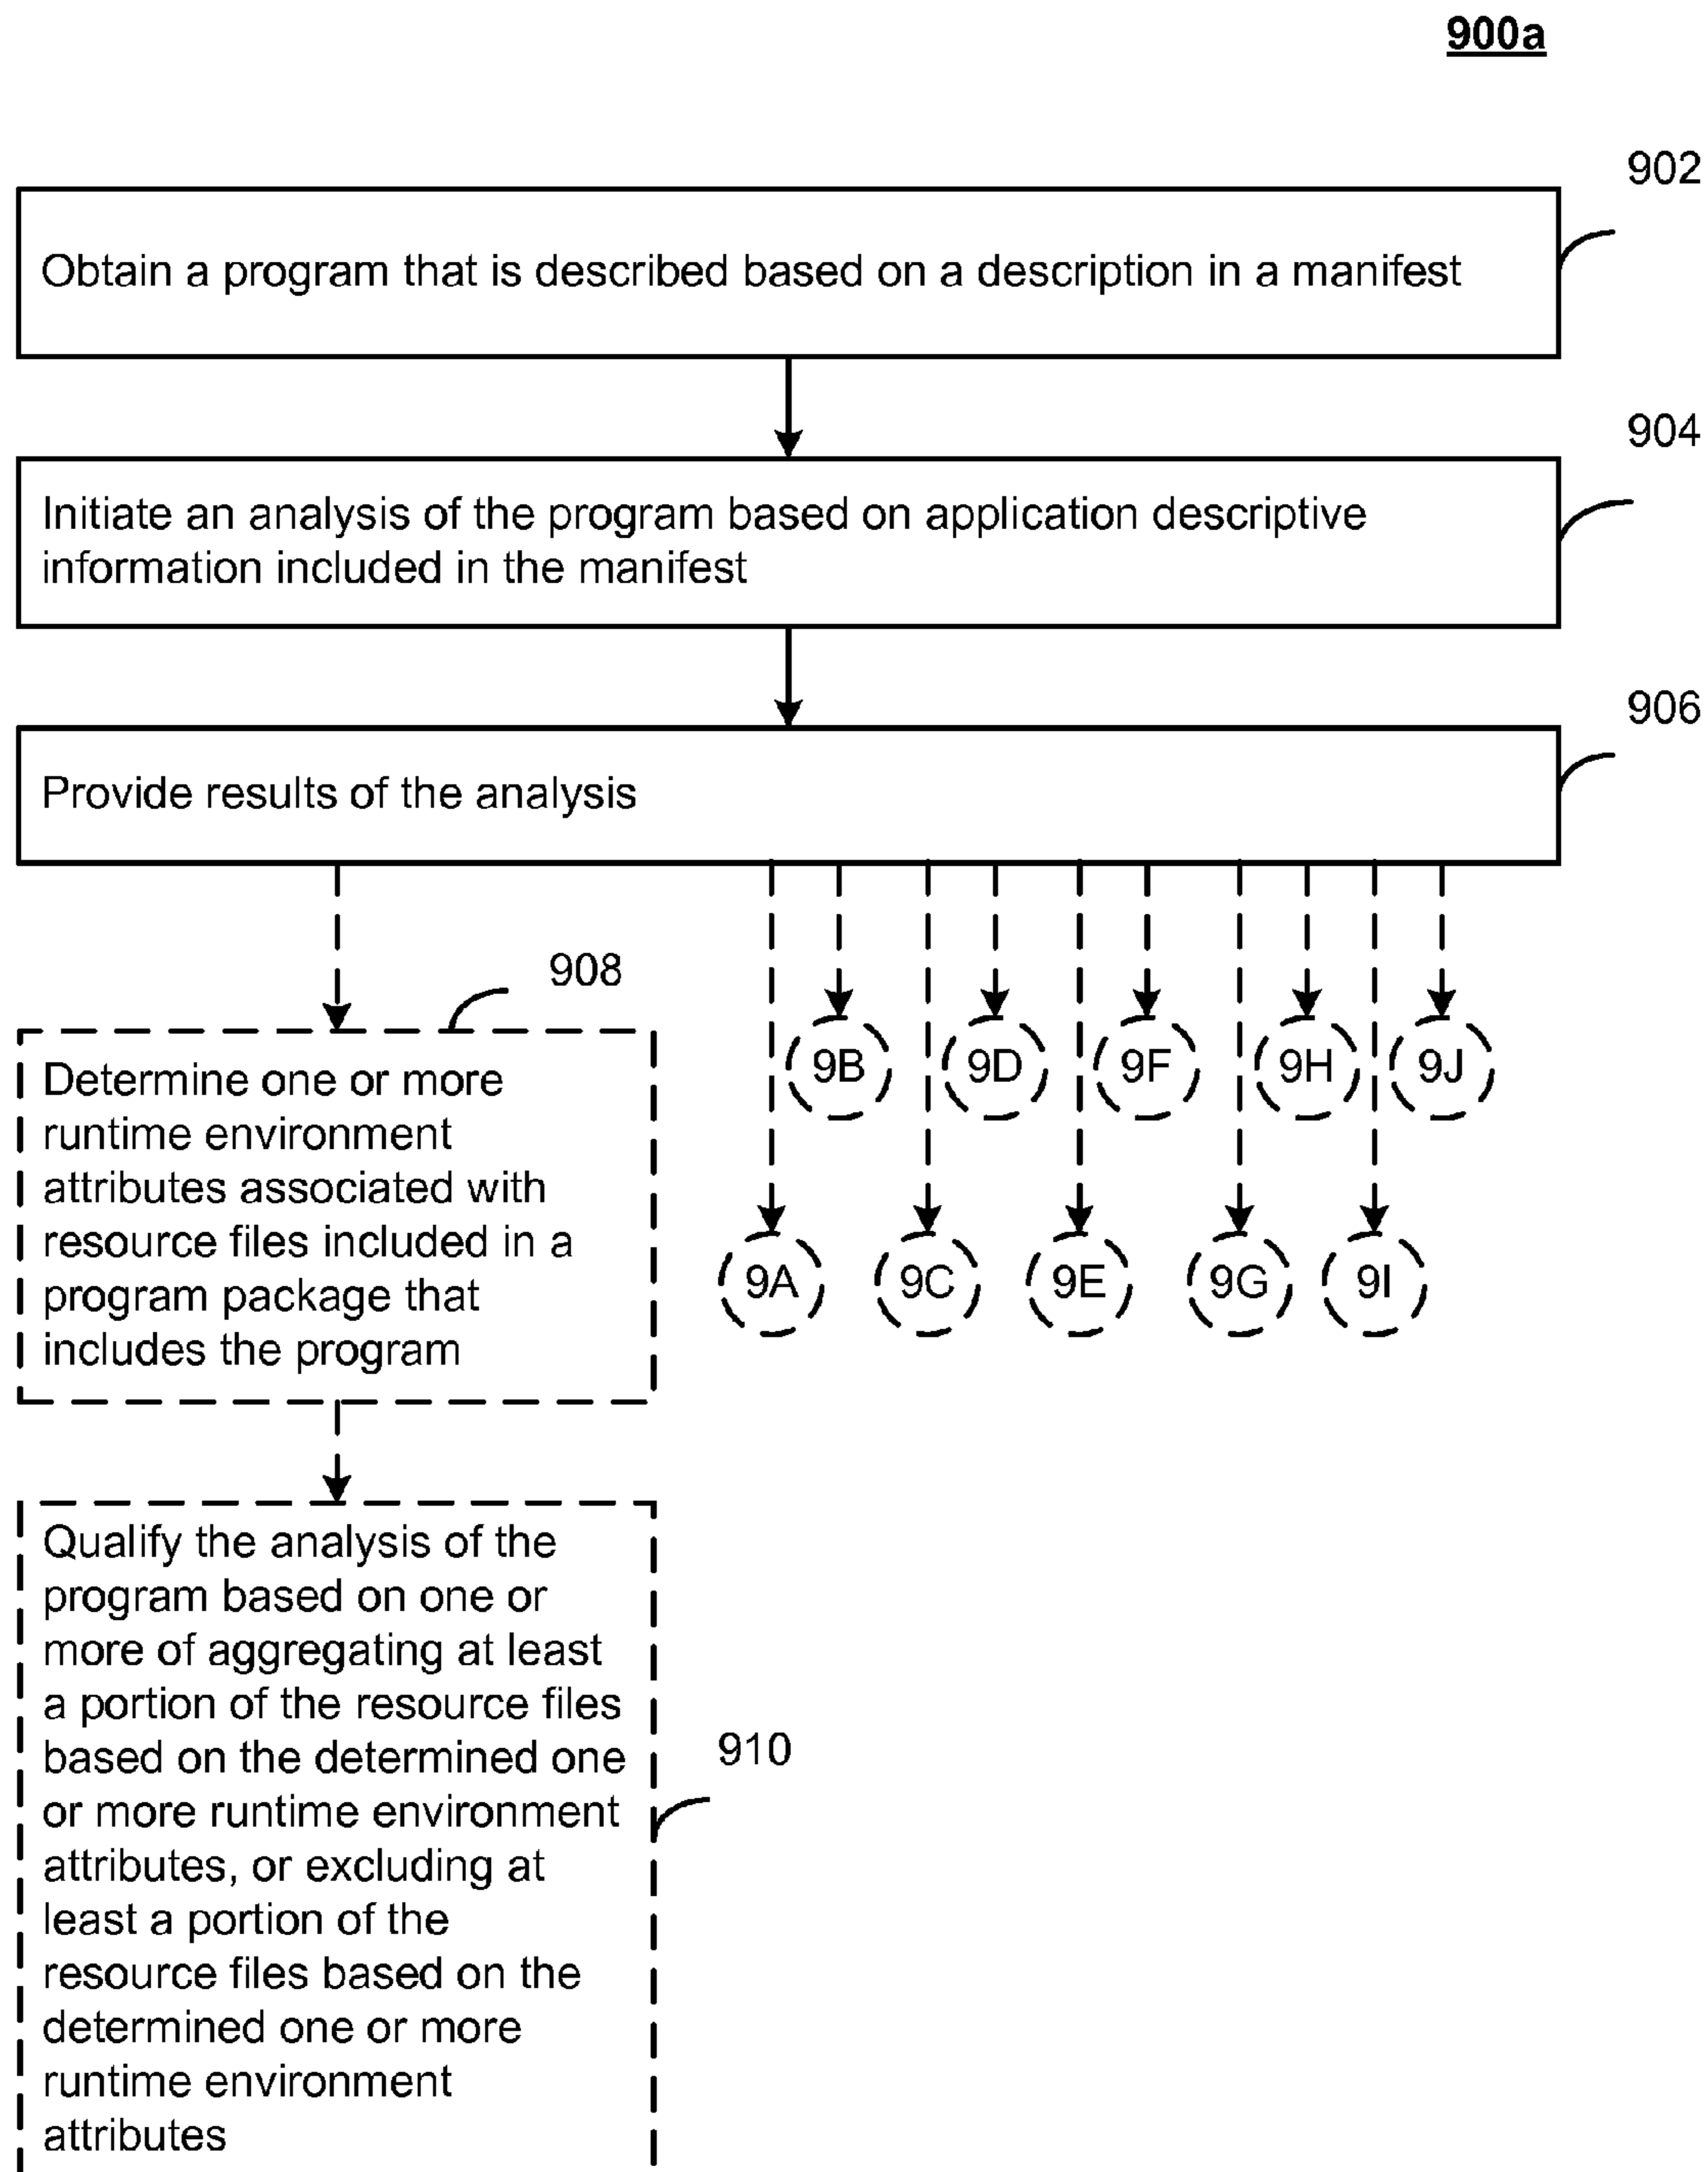 900a
902
Obtain a program that is described based on a description in a manifest
904
Initiate an analysis of the program based on application descriptive
information included in the manifest
906
Provide results of the analysis
908
Determine one or more
runtime environment
attributes associated with
resource files included in a
program package that
includes the program
9B
9D
9F
9H
9J
9A
9C
9E
9G
9I
Qualify the analysis of the
program based on one or
more of aggregating at least
a portion of the resource files
based on the determined one
or more runtime environment
attributes, or excluding at
least a portion of the
resource files based on the
determined one or more
runtime environment
attributes
910